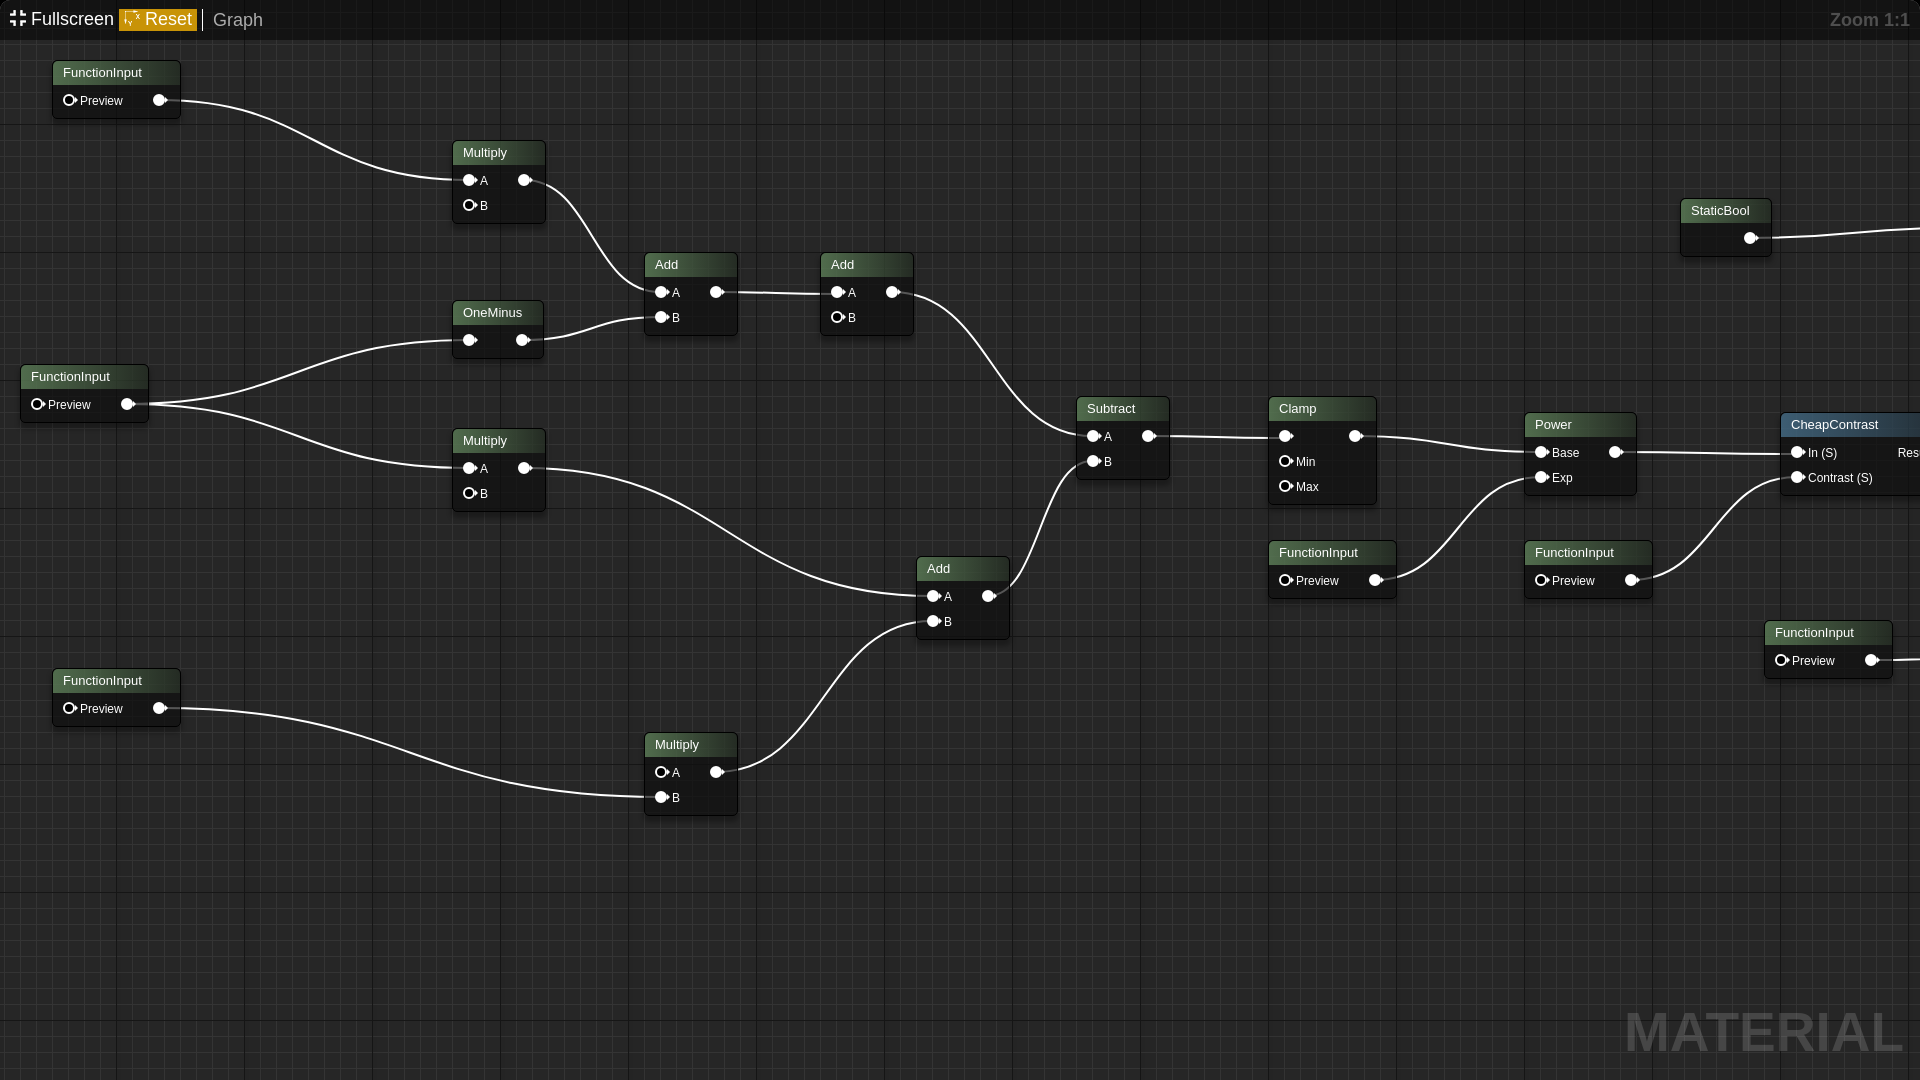 Fullscreen Reset Graph Zoom 1:1
FunctionInput
Preview
Multiply
A
B
StaticBool
Add
A
B
Add
A
B
OneMinus
FunctionInput
Preview
Multiply
A
B
Subtract
A
B
Clamp
Min
Max
Power
Base
Exp
CheapContrast
In (S) Resu
Contrast (S)
FunctionInput
Preview
FunctionInput
Preview
Add
A
B
FunctionInput
Preview
FunctionInput
Preview
Multiply
A
B
MATERIAL